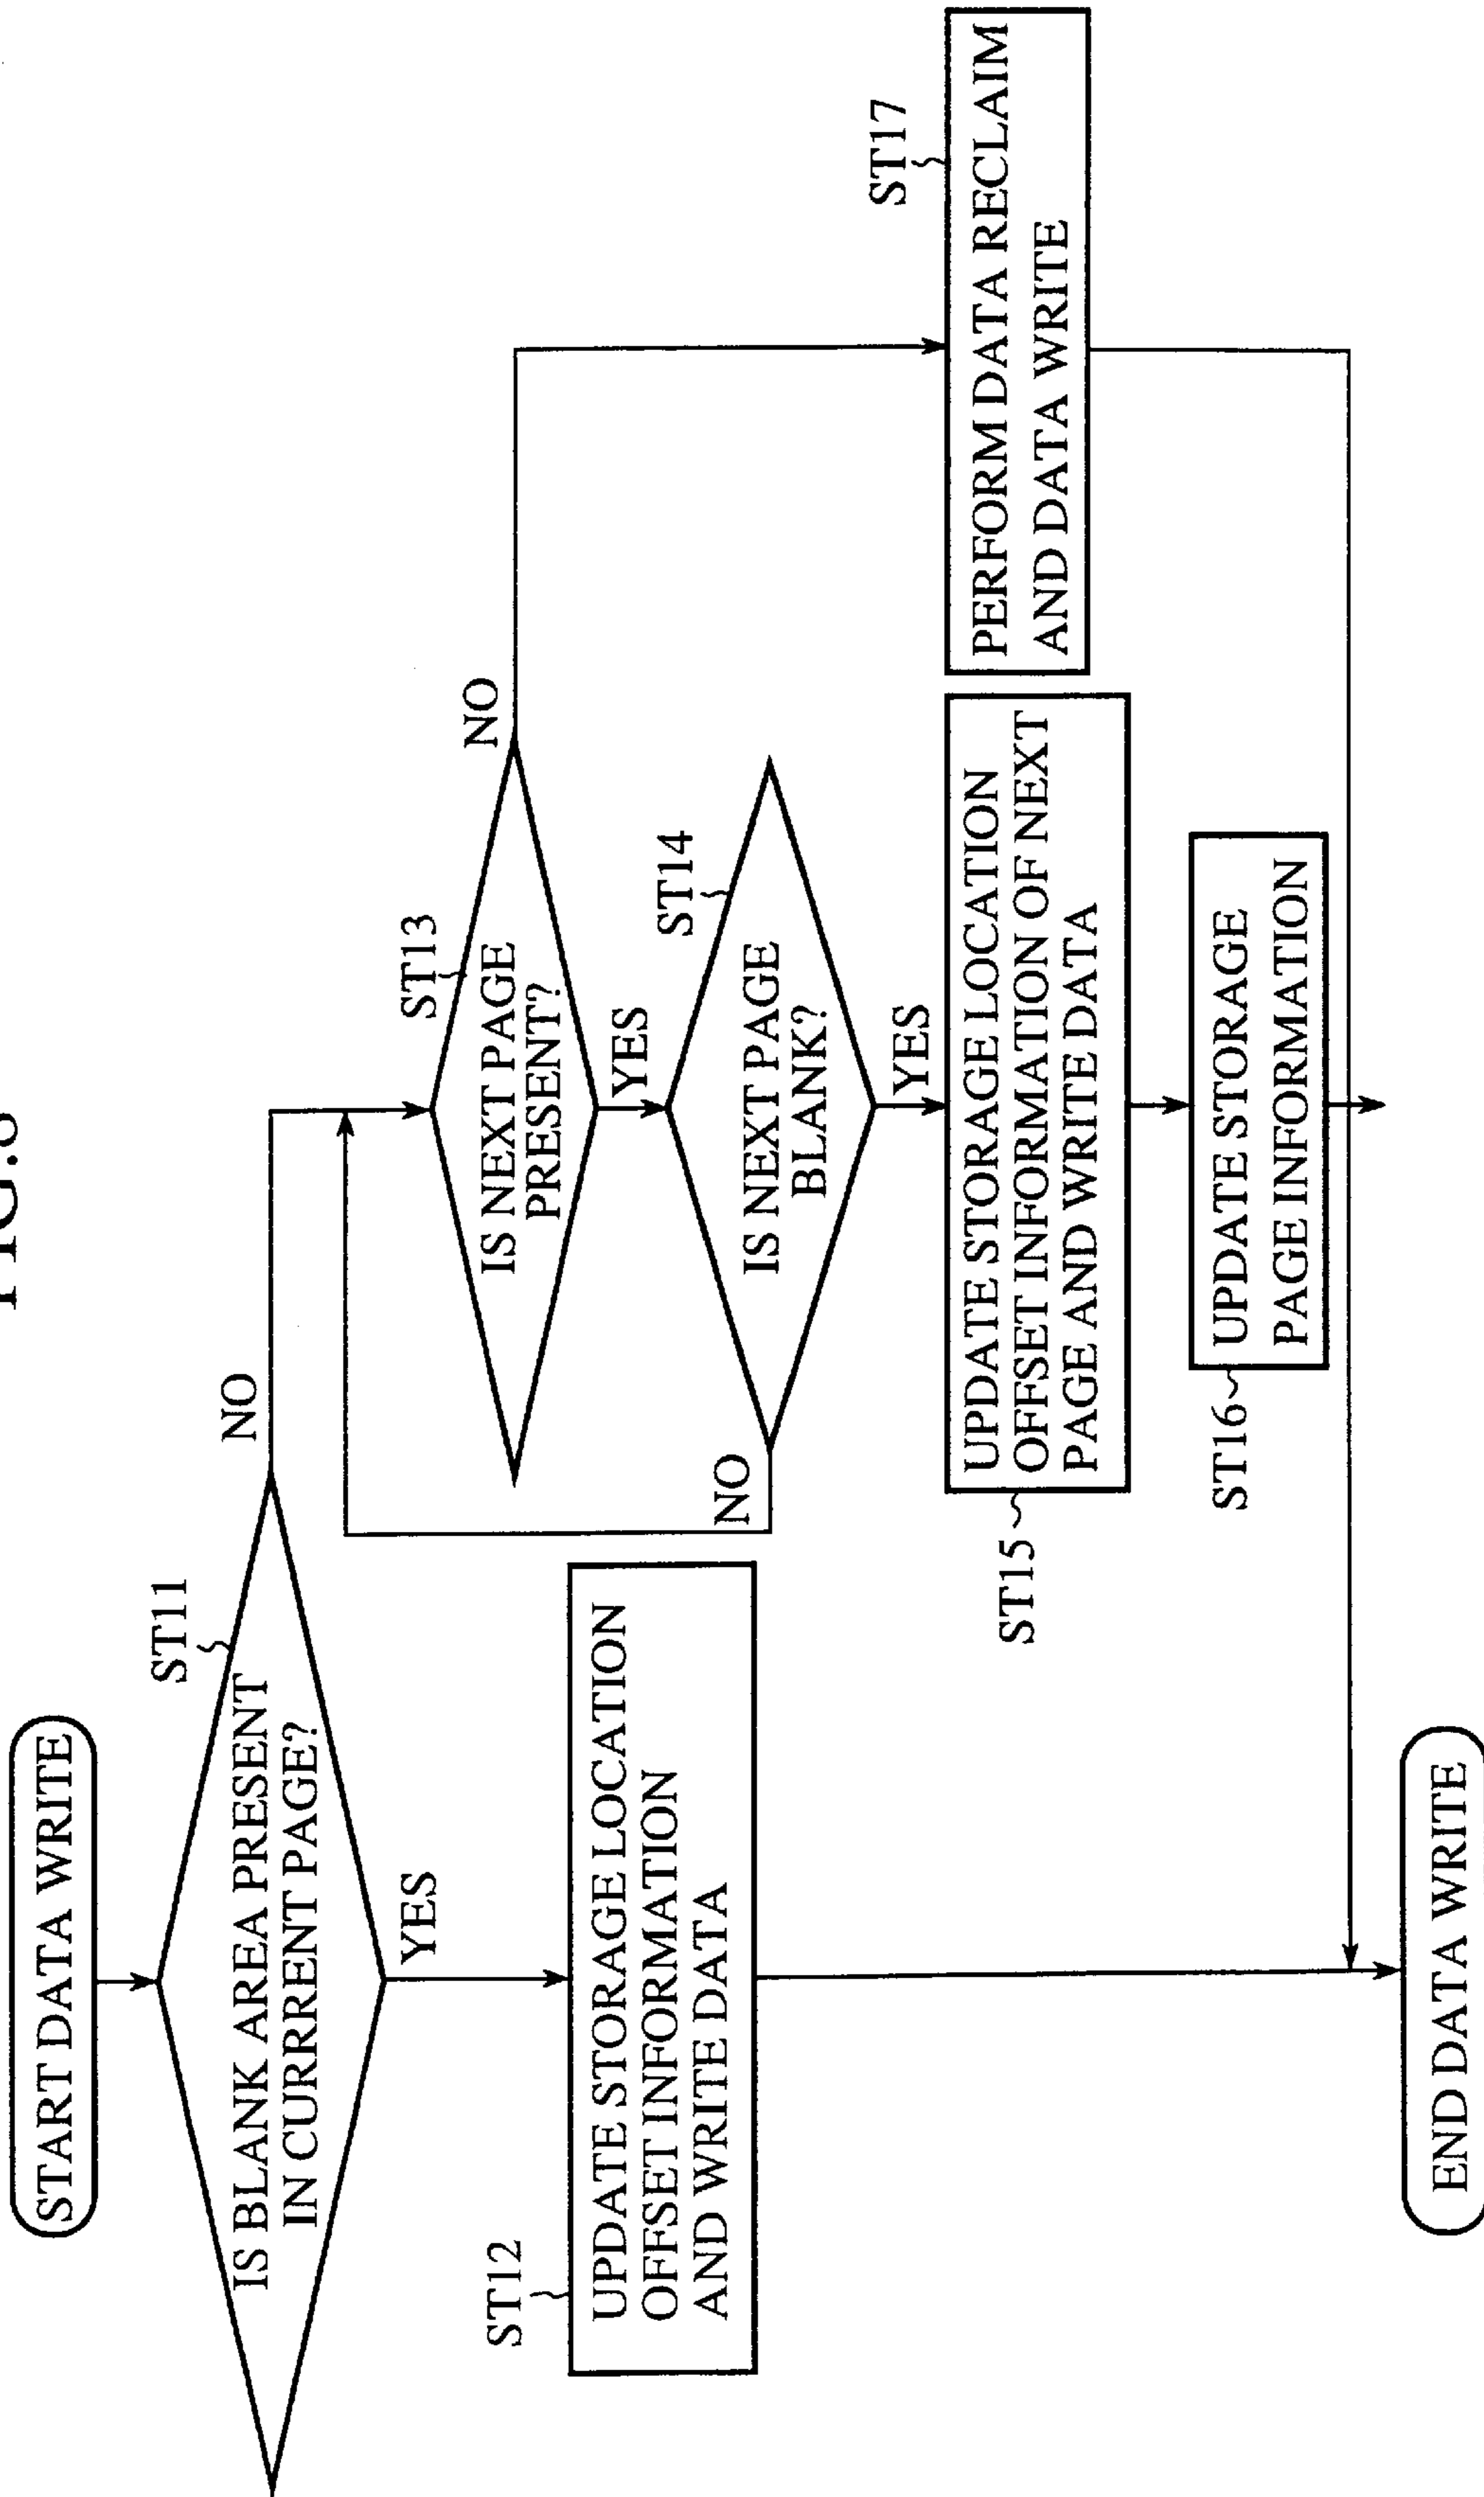 START DATA WRITE
ST11
IS BLANK AREA PRESENT
IN CURRENT PAGE?
NO
YES
ST12
UPDATE STORAGE LOCATION
OFFSET INFORMATION
AND WRITE DATA
ST13
IS NEXT PAGE
PRESENT?
NO
YES
ST14
IS NEXT PAGE
BLANK?
NO
YES
ST15
UPDATE STORAGE LOCATION
OFFSET INFORMATION OF NEXT
PAGE AND WRITE DATA
ST16
UPDATE STORAGE
PAGE INFORMATION
ST17
PERFORM DATA RECLAIM
AND DATA WRITE
END DATA WRITE